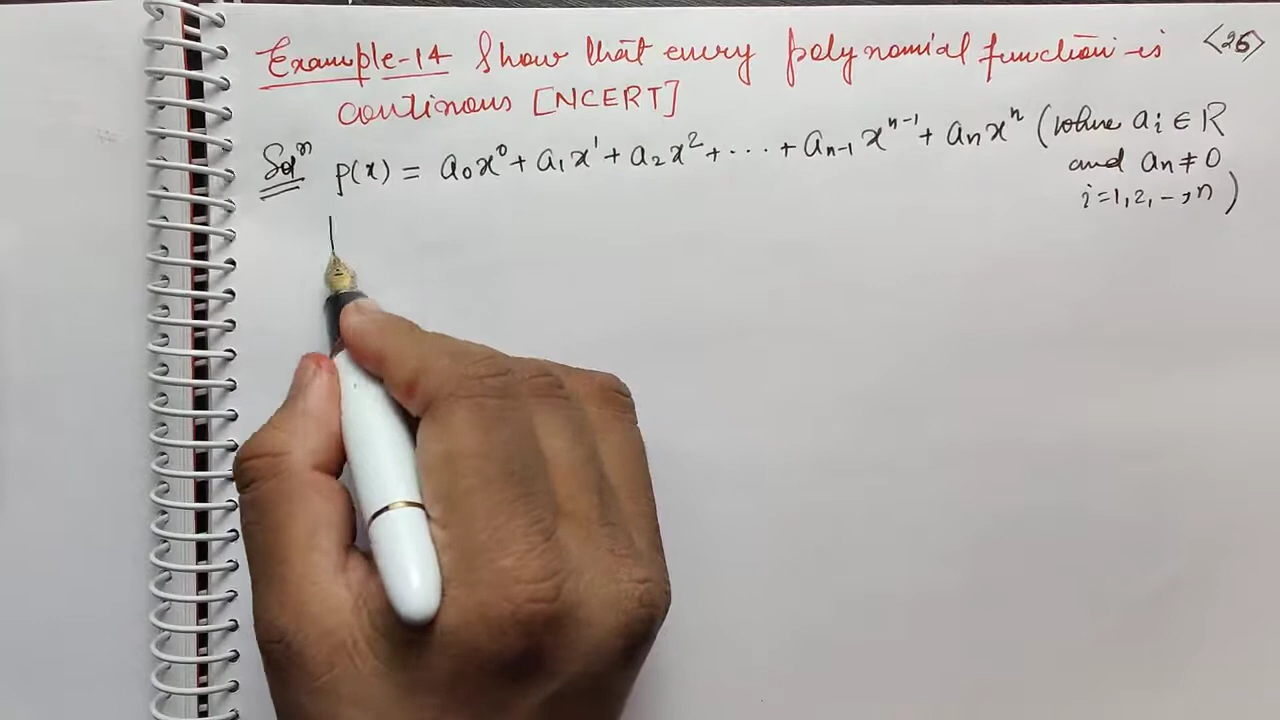 Example-14 Show that every polynomial function is <26>
continous [NCERT]
Solⁿ p(x) = a₀x⁰ + a₁x¹ + a₂x² + ... + aₙ₋₁xⁿ⁻¹ + aₙxⁿ (where aᵢ ∈ R
and aₙ ≠ 0
i=1,2,--,n)